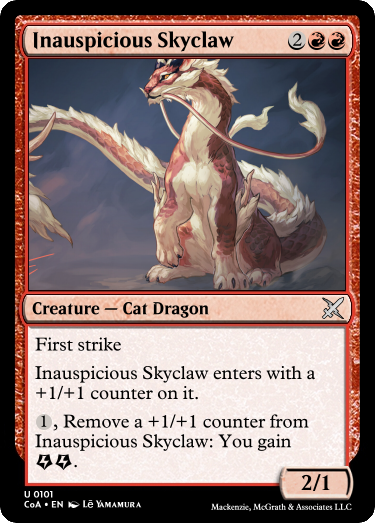 Inauspicious Skyclaw 2
Creature — Cat Dragon
First strike
Inauspicious Skyclaw enters with a
+1/+1 counter on it.
1, Remove a +1/+1 counter from
Inauspicious Skyclaw: You gain
.
2/1
U 0101
CoA • EN Lē Yamamura
Mackenzie, McGrath & Associates LLC